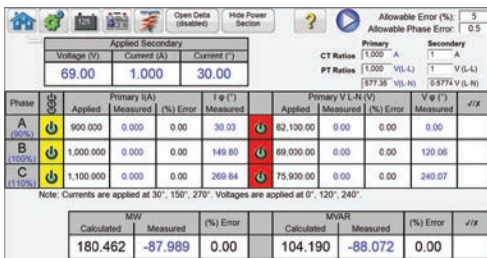 Open Delta (disabled) Hide Power Section ? Allowable Error (%): 5
Allowable Phase Error: 0.5
Applied Secondary
Voltage (V) Current (A) Current (°)
69.00 1.000 30.00
Primary Secondary
CT Ratios 1,000 A 1 A
PT Ratios 1,000 V(L-L) 1 V (L-L)
577.35 V(L-N) 0.5774 V (L-N)
Phase Primary I(A) I φ (°) Primary V L-N (V) V φ (°) ✓/✗
Applied Measured (%) Error Measured Applied Measured (%) Error Measured
A (90%) 900.000 0.000 0.00 30.03 62,100.00 0.00 0.00 0.00
B (100%) 1,000.000 0.000 0.00 149.80 69,000.00 0.00 0.00 120.06
C (110%) 1,100.000 0.000 0.00 269.84 75,900.00 0.00 0.00 240.07
Note: Currents are applied at 30°, 150°, 270°. Voltages are applied at 0°, 120°, 240°.
MW (%) Error MVAR (%) Error ✓/✗
Calculated Measured Calculated Measured
180.462 -87.989 0.00 104.190 -88.072 0.00